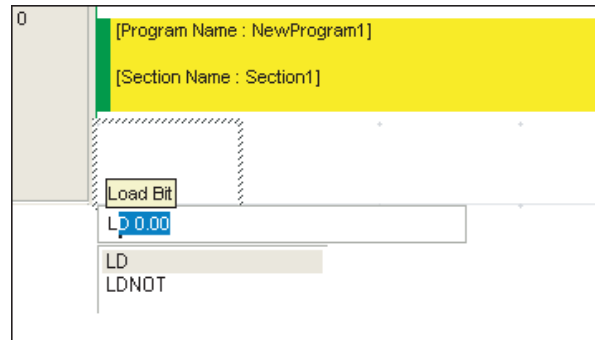 0
[Program Name : NewProgram1]
[Section Name : Section1]
Load Bit
LD 0.00
LD
LDNOT